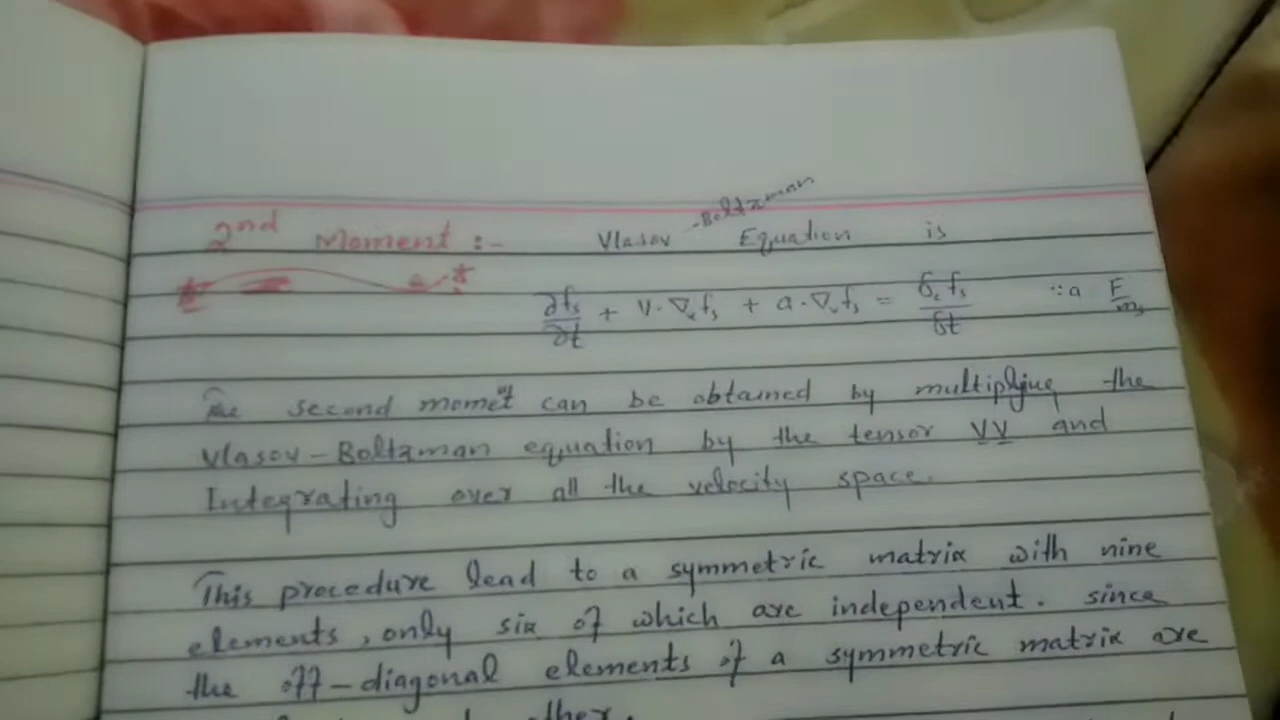 2nd Moment :- Vlasov -Boltzman Equation is
∂fs/∂t + V·∇x fs + a·∇v fs = δc fs/δt ∵ a F/ms
The second momet can be obtained by multiplying the
Vlasov-Boltzman equation by the tensor VV and
Integrating over all the velocity space.
This procedure lead to a symmetric matrix with nine
elements, only six of which are independent. since
the off-diagonal elements of a symmetric matrix are
other.